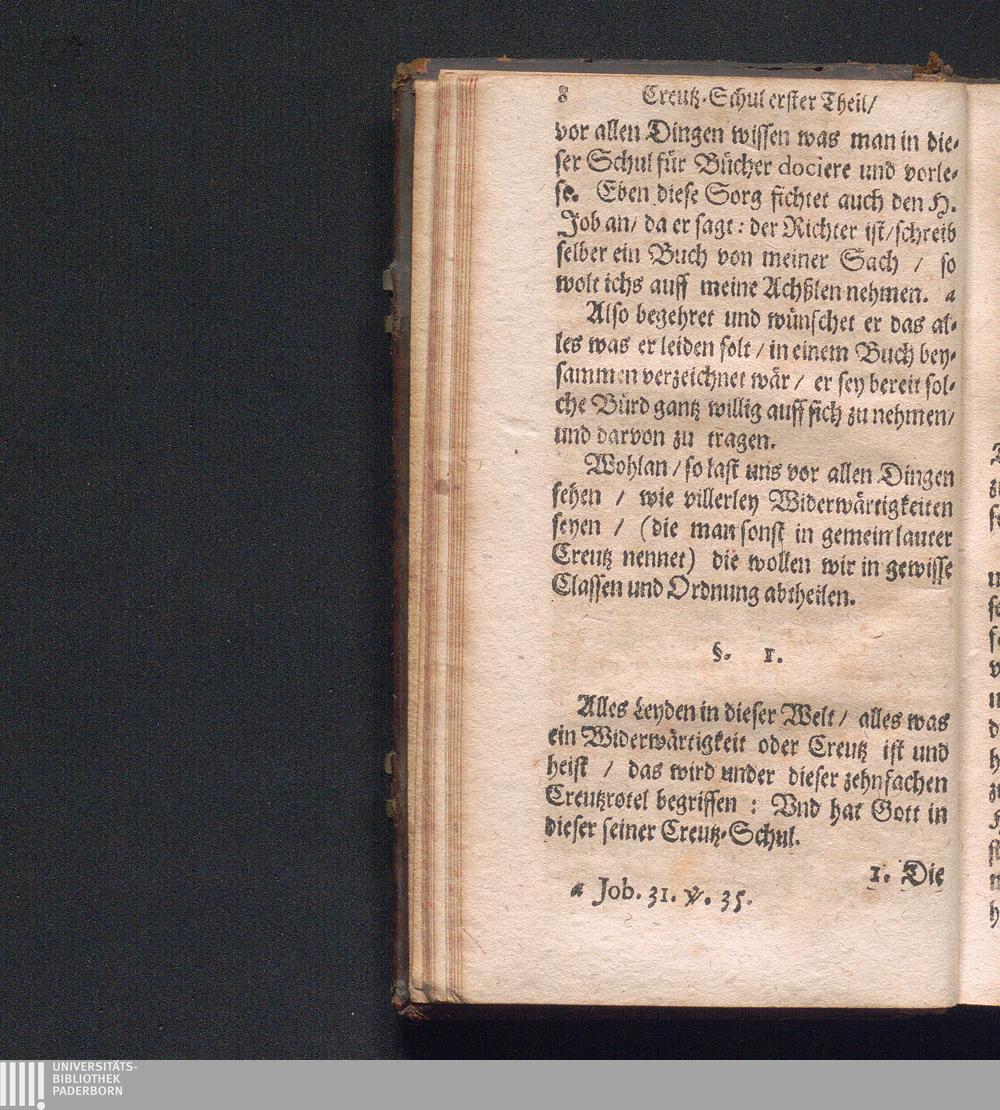 8 Creutz-Schul erster Theil/
vor allen Dingen wissen was man in die-
ser Schul für Bücher dociere und vorle-
se. Eben diese Sorg fichtet auch den H.
Job an/ da er sagt: der Richter ist/schreib
selber ein Buch von meiner Sach / so
wolt ichs auff meine Achßlen nehmen. a
Also begehret und wünschet er das al-
les was er leiden solt / in einem Buch bey-
sammen verzeichnet wär / er sey bereit sol-
che Bürd gantz willig auff sich zu nehmen/
und darvon zu tragen.
Wohlan / so last uns vor allen Dingen
sehen / wie villerley Widerwärtigkeiten
seyen / (die man sonst in gemein lauter
Creutz nennet) die wollen wir in gewisse
Classen und Ordnung abtheilen.
§. 1.
Alles Leyden in dieser Welt / alles was
ein Widerwärtigkeit oder Creutz ist und
heist / das wird under dieser zehnfachen
Creutzrotel begriffen : Vnd hat Gott in
dieser seiner Creutz-Schul.
1. Die
a Job. 31. v. 35.
UNIVERSITÄTS-
BIBLIOTHEK
PADERBORN